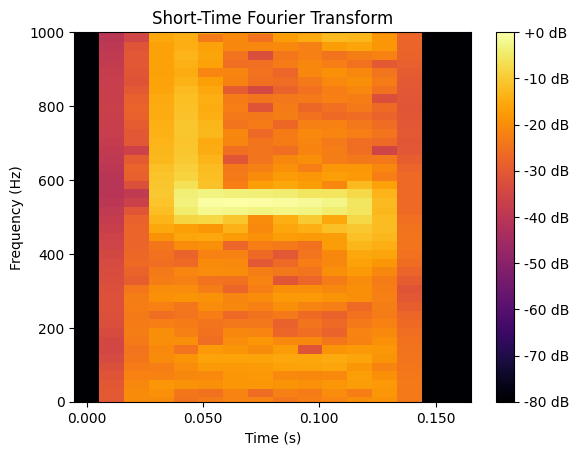 Short-Time Fourier Transform
Frequency (Hz)
1000
800
600
400
200
0
0.000
0.050
0.100
0.150
Time (s)
+0 dB
-10 dB
-20 dB
-30 dB
-40 dB
-50 dB
-60 dB
-70 dB
-80 dB